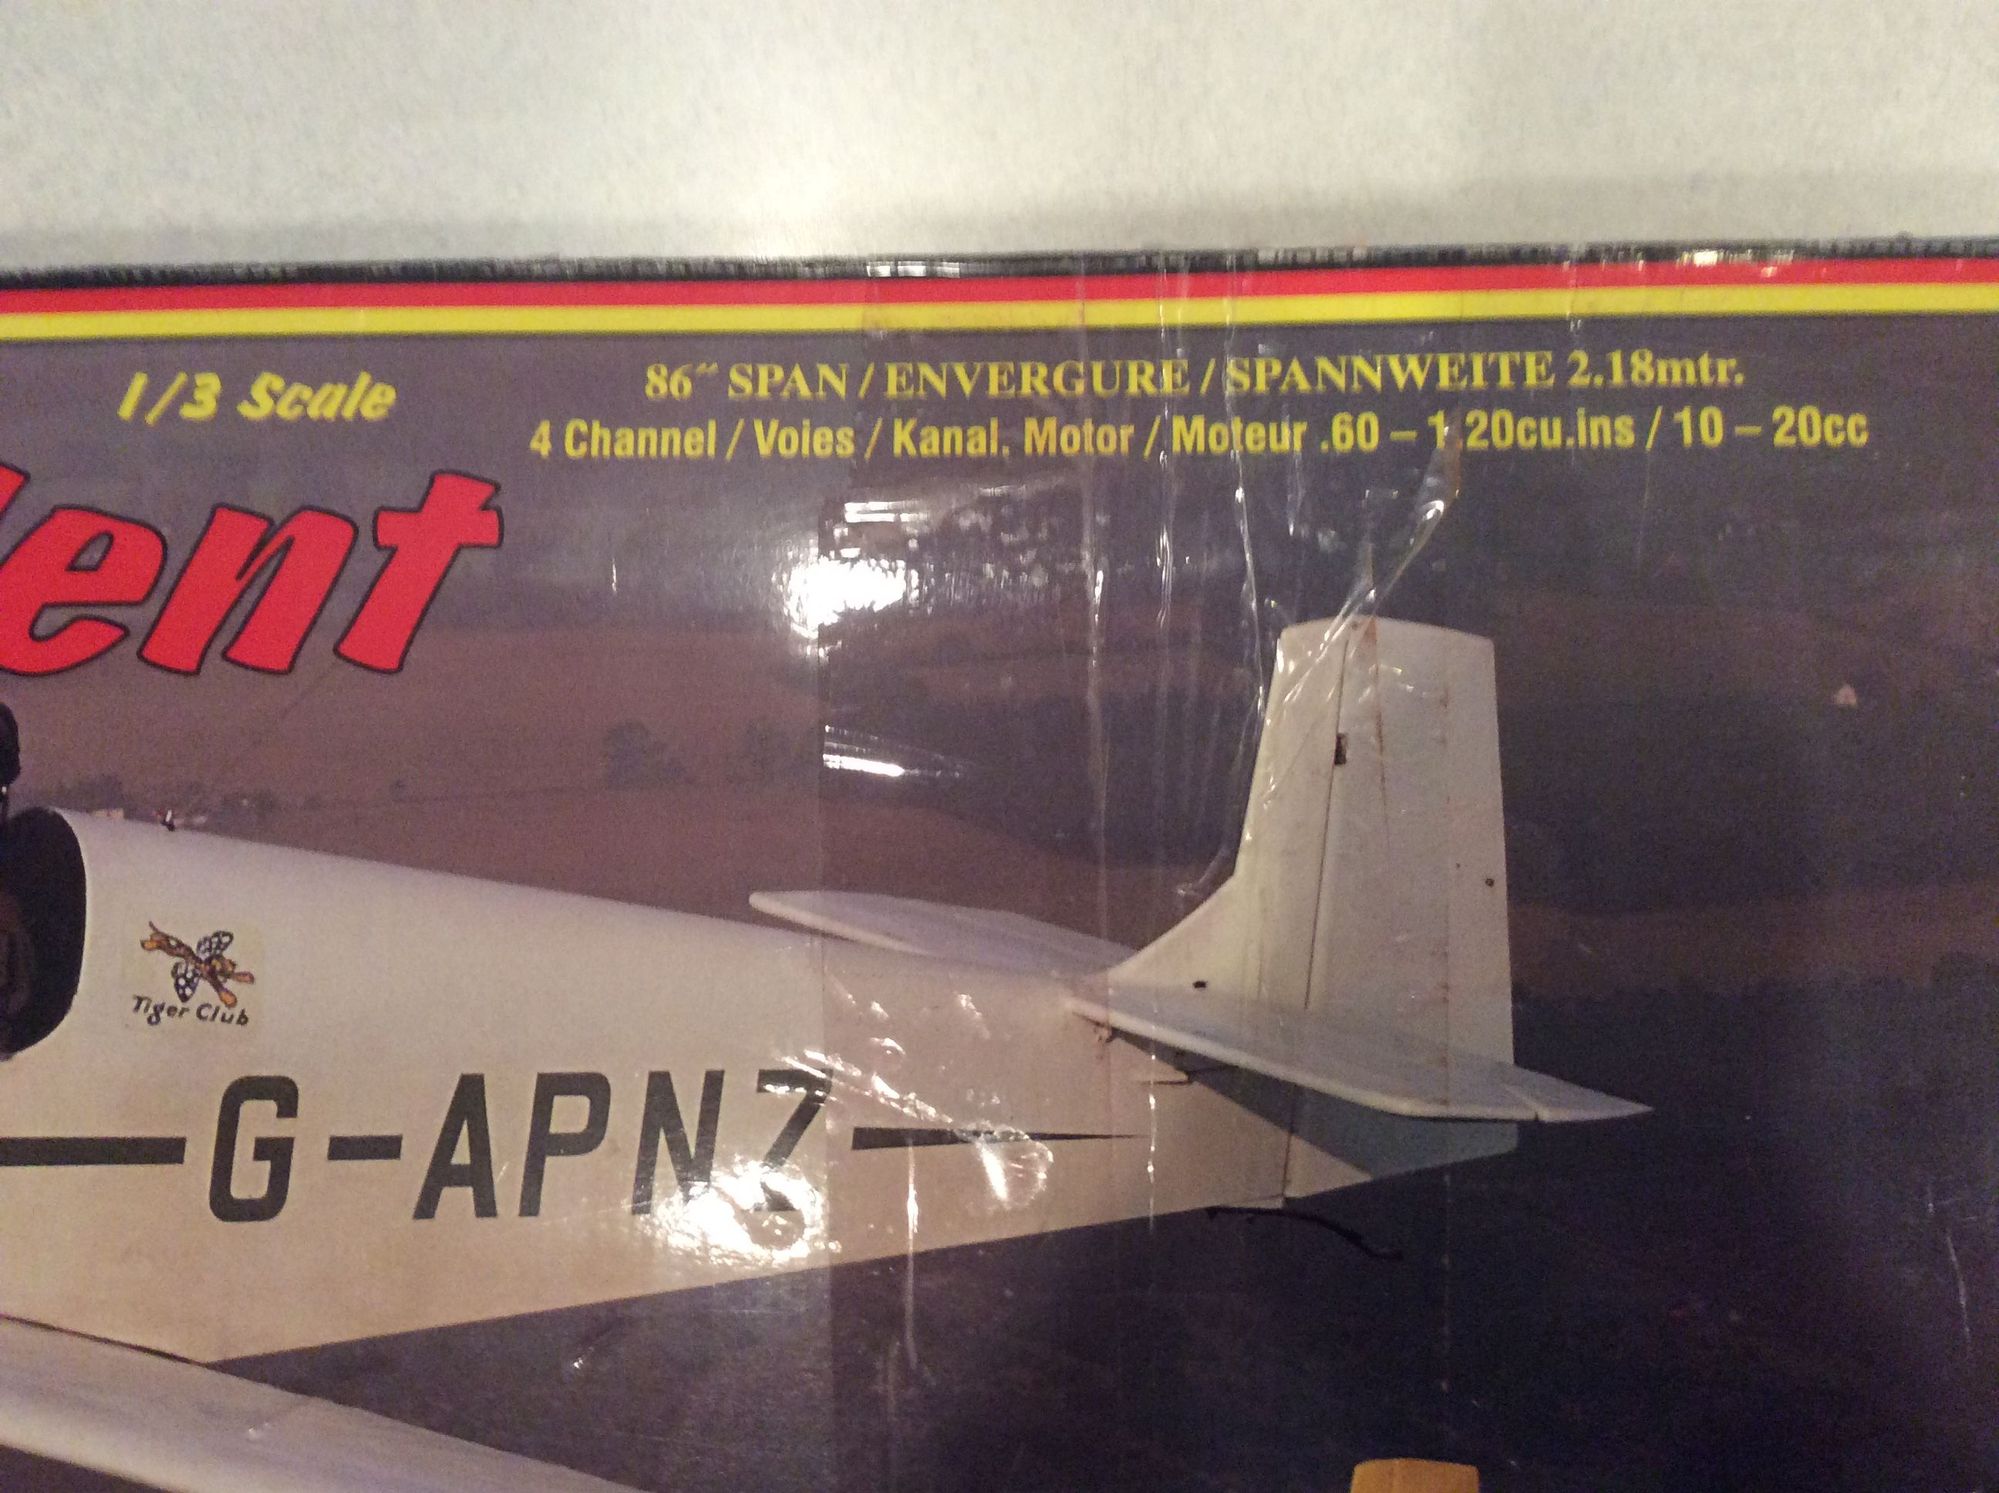 1/3 Scale
86" SPAN / ENVERGURE / SPANNWEITE 2.18mtr.
4 Channel / Voies / Kanal. Motor / Moteur .60 – 1.20cu.ins / 10 – 20cc
lent
Tiger Club
G-APNZ